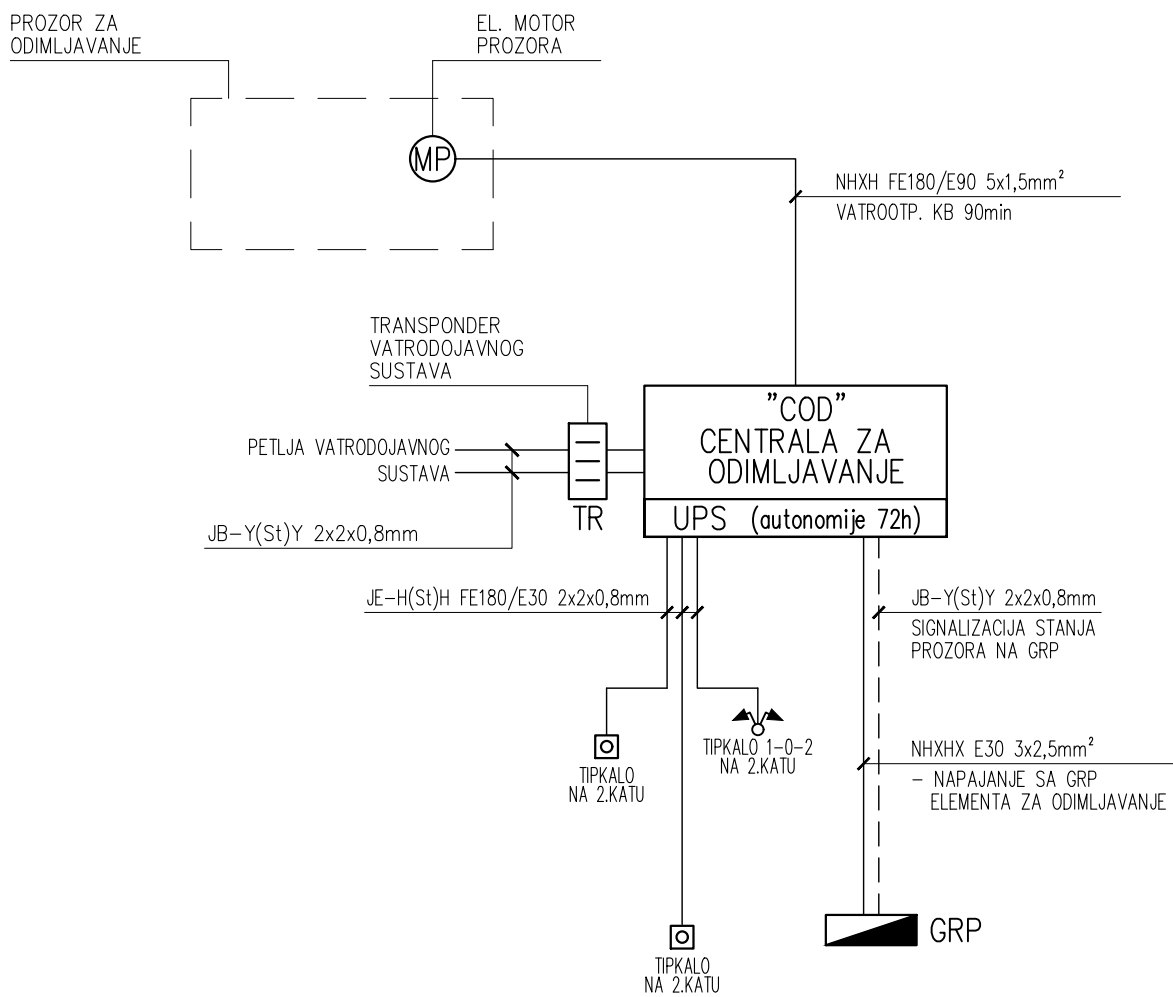 PROZOR ZA
ODIMLJAVANJE
EL. MOTOR
PROZORA
MP
NHXH FE180/E90 5x1,5mm²
VATROOTP. KB 90min
TRANSPONDER
VATRODOJAVNOG
SUSTAVA
"COD"
CENTRALA ZA
ODIMLJAVANJE
PETLJA VATRODOJAVNOG
SUSTAVA
TR
UPS (autonomije 72h)
JB-Y(St)Y 2x2x0,8mm
JE-H(St)H FE180/E30 2x2x0,8mm
JB-Y(St)Y 2x2x0,8mm
SIGNALIZACIJA STANJA
PROZORA NA GRP
TIPKALO
NA 2.KATU
TIPKALO 1-0-2
NA 2.KATU
NHXHX E30 3x2,5mm²
- NAPAJANJE SA GRP
ELEMENTA ZA ODIMLJAVANJE
GRP
TIPKALO
NA 2.KATU